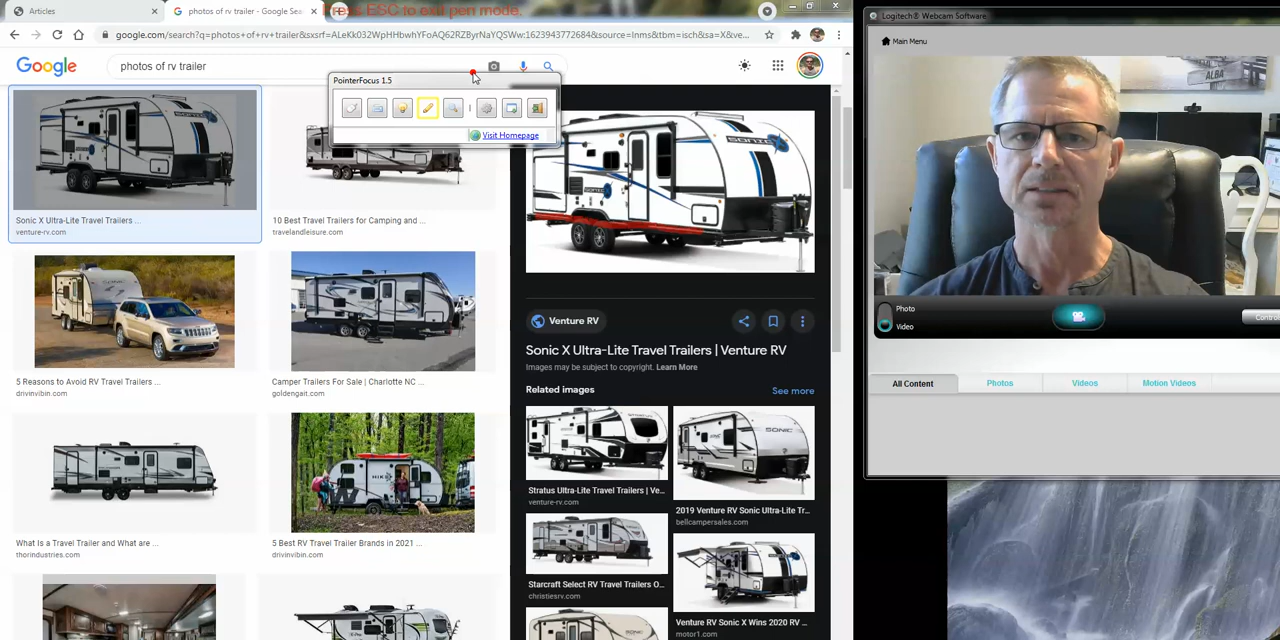 Articles
photos of rv trailer - Google Sea
Press ESC to exit pen mode.
google.com/search?q=photos+of+rv+trailer&sxsrf=ALeKk032WpHHbwhYFoAQ62RZByrNaYQSWw:1623943772684&source=lnms&tbm=isch&sa=X&ve...
Google
photos of rv trailer
PointerFocus 1.5
Visit Homepage
Sonic X Ultra-Lite Travel Trailers ...
venture-rv.com
10 Best Travel Trailers for Camping and ...
travelandleisure.com
SONIC
5 Reasons to Avoid RV Travel Trailers ...
drivinvibin.com
Camper Trailers For Sale | Charlotte NC ...
goldengait.com
What Is a Travel Trailer and What are ...
thorindustries.com
5 Best RV Travel Trailer Brands in 2021 ...
drivinvibin.com
Venture RV
Sonic X Ultra-Lite Travel Trailers | Venture RV
Images may be subject to copyright. Learn More
Related images
See more
Stratus Ultra-Lite Travel Trailers | Ve...
venture-rv.com
2019 Venture RV Sonic Ultra-Lite Tr...
bellcampersales.com
Starcraft Select RV Travel Trailers O...
christiesrv.com
Venture RV Sonic X Wins 2020 RV ...
motor1.com
Logitech® Webcam Software
Main Menu
ALBA
Photo
Video
Contro
All Content
Photos
Videos
Motion Videos